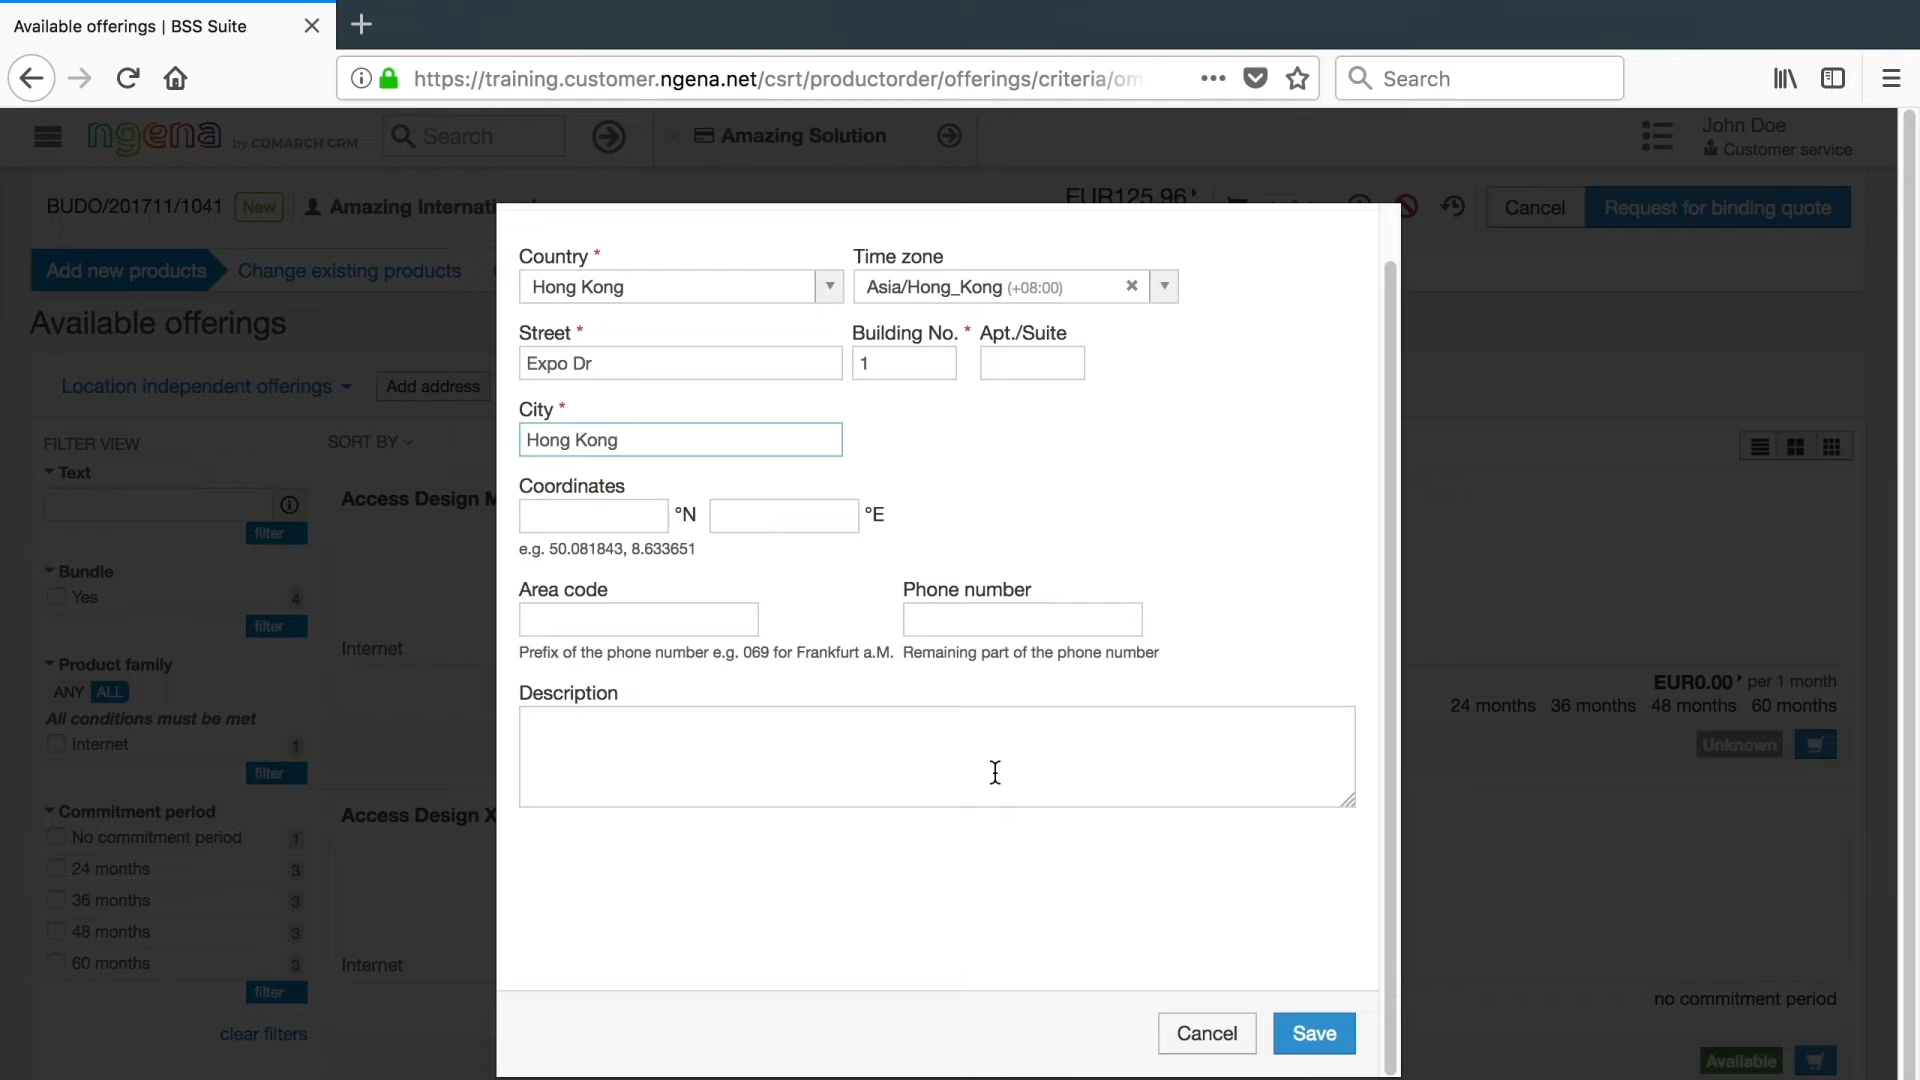 Available offerings | BSS Suite
https://training.customer.ngena.net/csrt/productorder/offerings/criteria/om
Search
ngena by COMARCH CRM
Search
Amazing Solution
John Doe
Customer service
BUDO/201711/1041 New Amazing Internati
EUR125.96
Cancel
Request for binding quote
Add new products
Change existing products
Available offerings
Location independent offerings
Add address
FILTER VIEW
SORT BY
Text
filter
Bundle
Yes 4
filter
Product family
ANY ALL
All conditions must be met
Internet 1
filter
Commitment period
No commitment period 1
24 months 3
36 months 3
48 months 3
60 months 3
filter
clear filters
Access Design M
Internet
Access Design X
Internet
Country *
Hong Kong
Time zone
Asia/Hong_Kong (+08:00)
Street *
Expo Dr
Building No. *
1
Apt./Suite
City *
Hong Kong
Coordinates
°N
°E
e.g. 50.081843, 8.633651
Area code
Prefix of the phone number e.g. 069 for Frankfurt a.M.
Phone number
Remaining part of the phone number
Description
Cancel
Save
EUR0.00 per 1 month
24 months 36 months 48 months 60 months
Unknown
no commitment period
Available